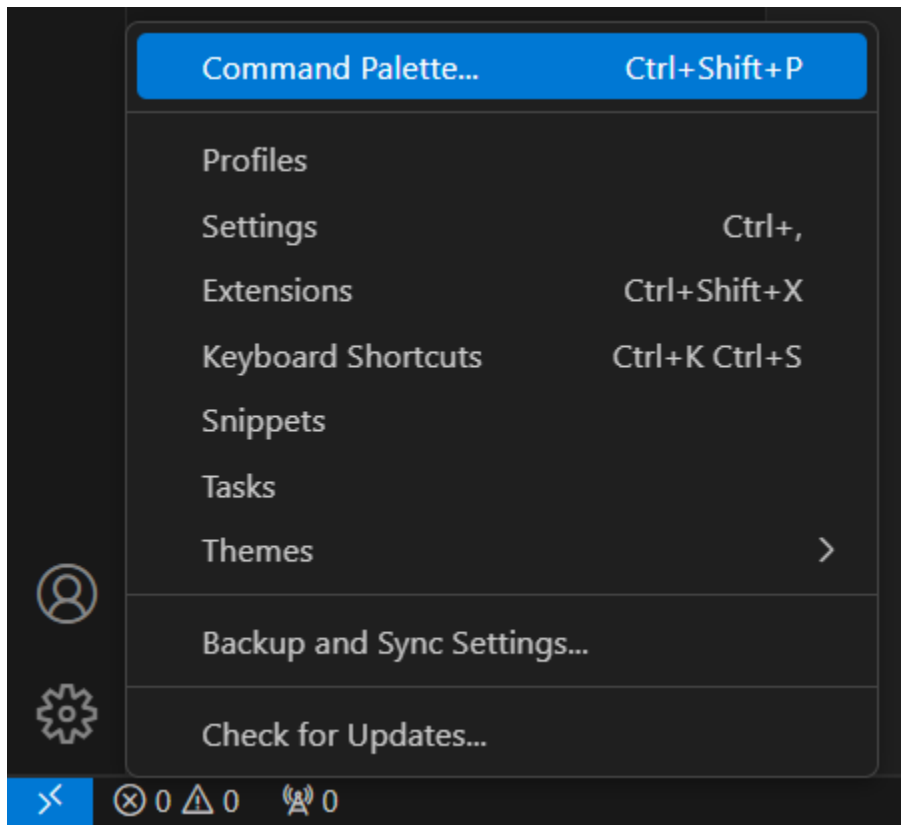 Command Palette... Ctrl+Shift+P
Profiles
Settings Ctrl+,
Extensions Ctrl+Shift+X
Keyboard Shortcuts Ctrl+K Ctrl+S
Snippets
Tasks
Themes
Backup and Sync Settings...
Check for Updates...
0 0 0